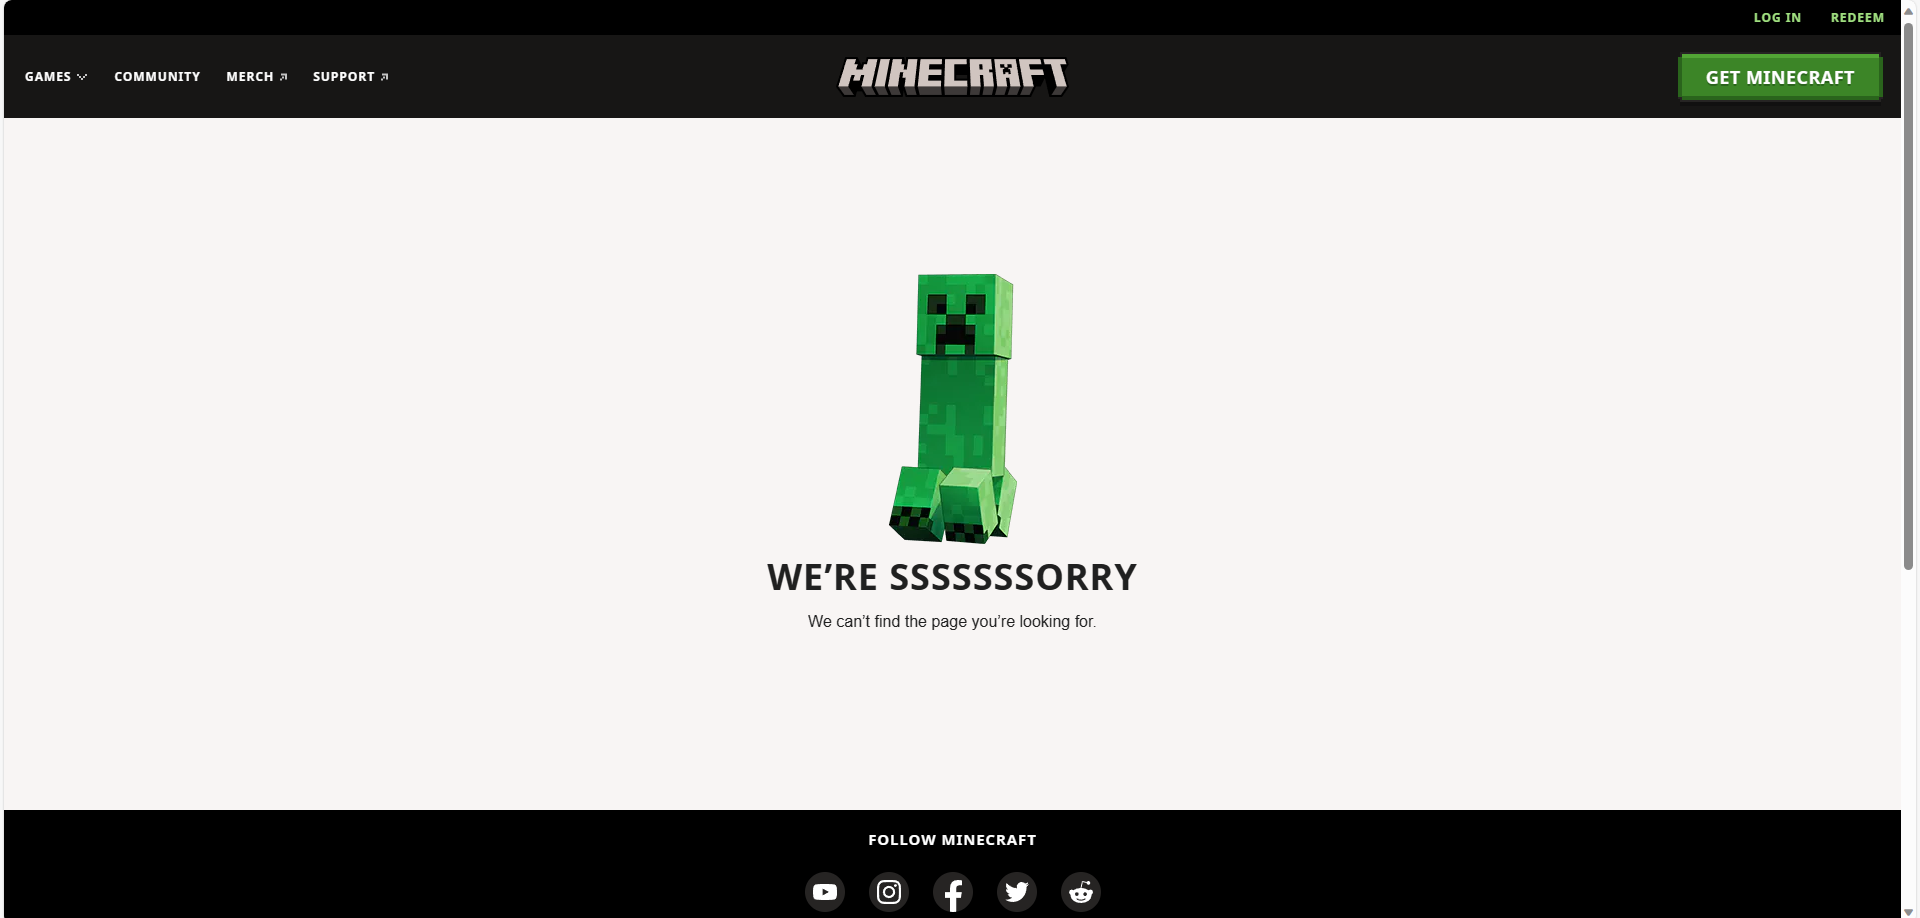 LOG IN
REDEEM
GAMES
COMMUNITY
MERCH
SUPPORT
MINECRAFT
GET MINECRAFT
WE’RE SSSSSSSORRY
We can’t find the page you’re looking for.
FOLLOW MINECRAFT